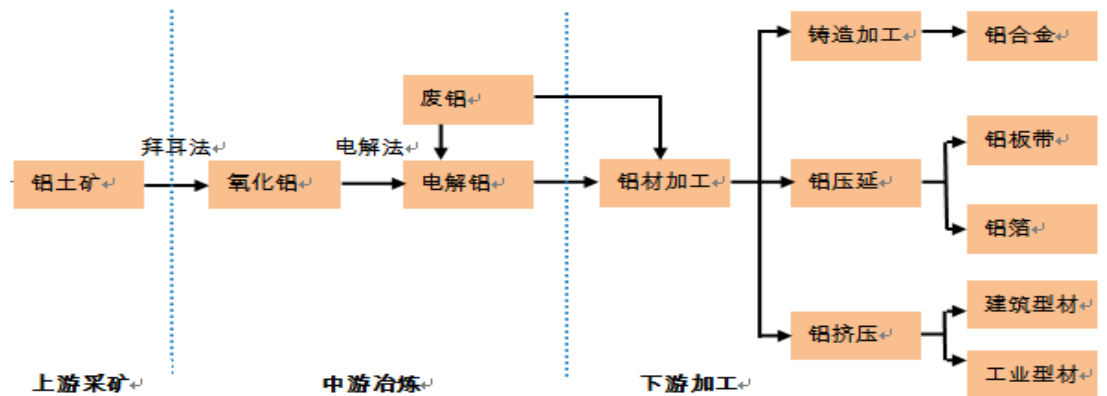 铸造加工
铝合金
废铝
铝板带
拜耳法
电解法
铝土矿
氧化铝
电解铝
铝材加工
铝压延
铝箔
建筑型材
铝挤压
工业型材
上游采矿
中游冶炼
下游加工